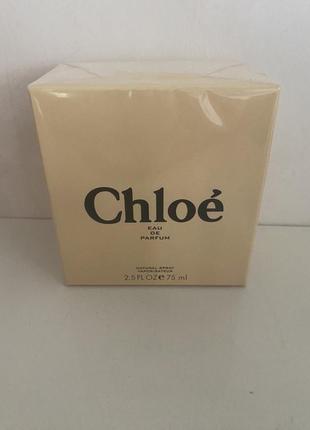 Chloé
EAU
DE
PARFUM
NATURAL SPRAY
VAPORISATEUR
2.5 FL OZ ℮ 75 ml